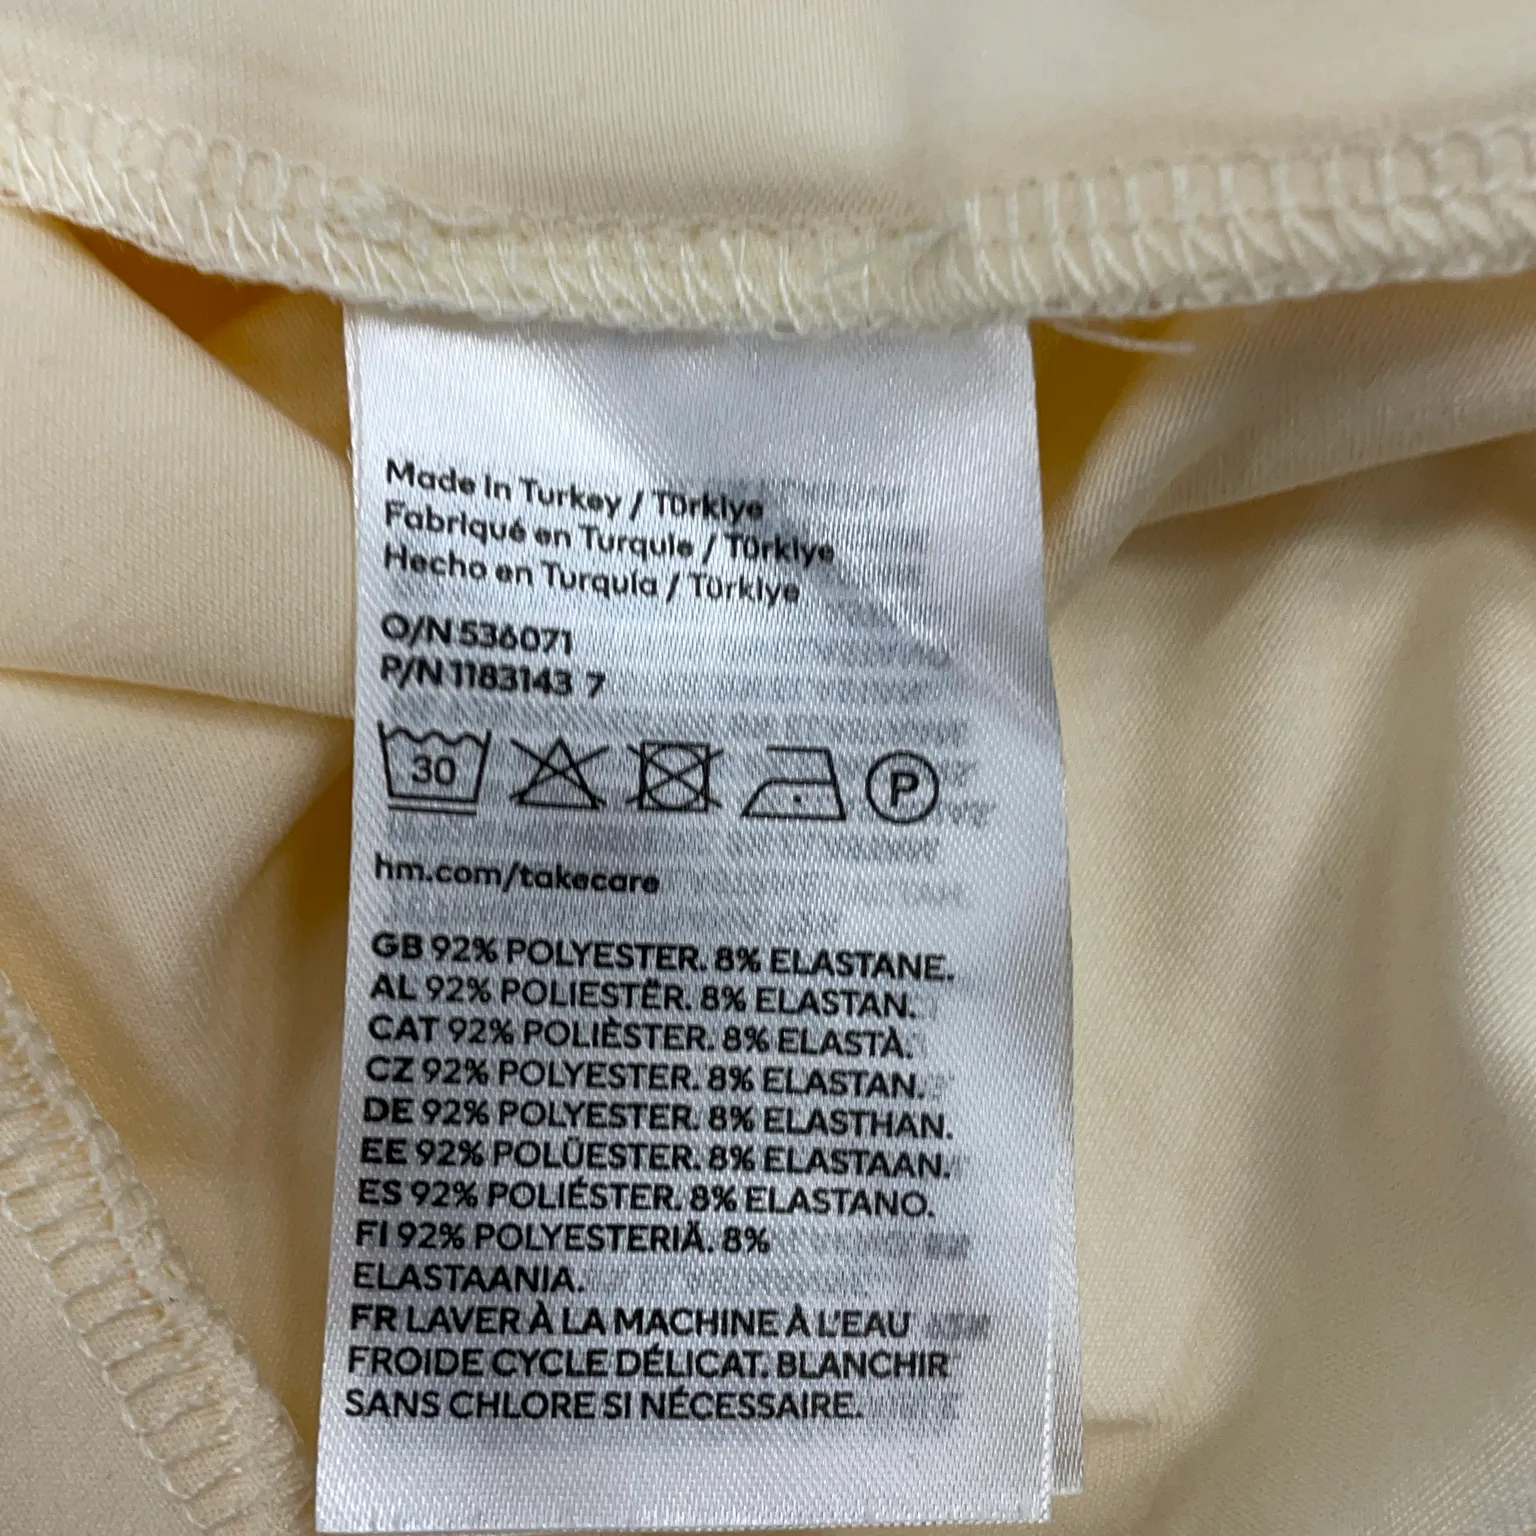 Made in Turkey / Türkiye
Fabriqué en Turquie / Türkiye
Hecho en Turquía / Türkiye
O/N 536071
P/N 1183143 7
30 P
hm.com/takecare
GB 92% POLYESTER. 8% ELASTANE.
AL 92% POLIESTËR. 8% ELASTAN.
CAT 92% POLIÈSTER. 8% ELASTÀ.
CZ 92% POLYESTER. 8% ELASTAN.
DE 92% POLYESTER. 8% ELASTHAN.
EE 92% POLÜESTER. 8% ELASTAAN.
ES 92% POLIÉSTER. 8% ELASTANO.
FI 92% POLYESTERIÄ. 8%
ELASTAANIA.
FR LAVER À LA MACHINE À L'EAU
FROIDE CYCLE DÉLICAT. BLANCHIR
SANS CHLORE SI NÉCESSAIRE.